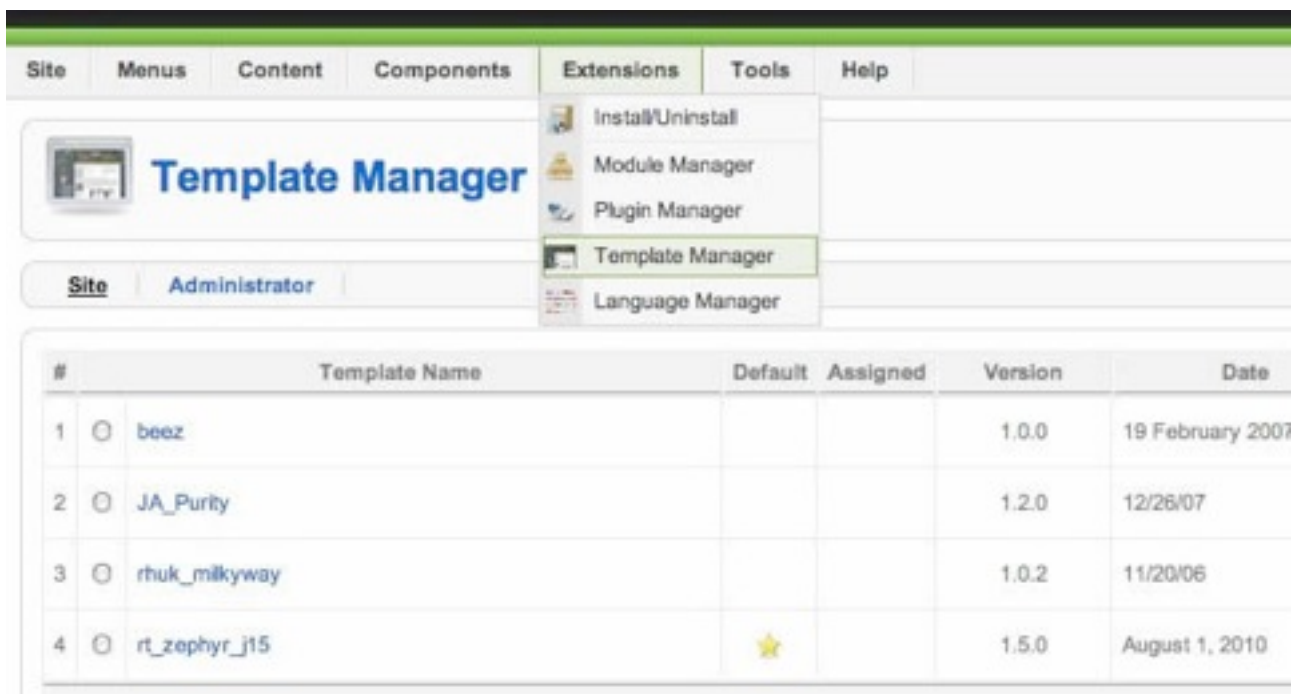 Site Menus Content Components Extensions Tools Help
Install/Uninstall
Template Manager
Module Manager
Plugin Manager
Template Manager
Language Manager
Site Administrator
# Template Name Default Assigned Version Date
1 beez 1.0.0 19 February 2007
2 JA_Purity 1.2.0 12/26/07
3 rhuk_milkyway 1.0.2 11/20/06
4 rt_zephyr_j15 1.5.0 August 1, 2010